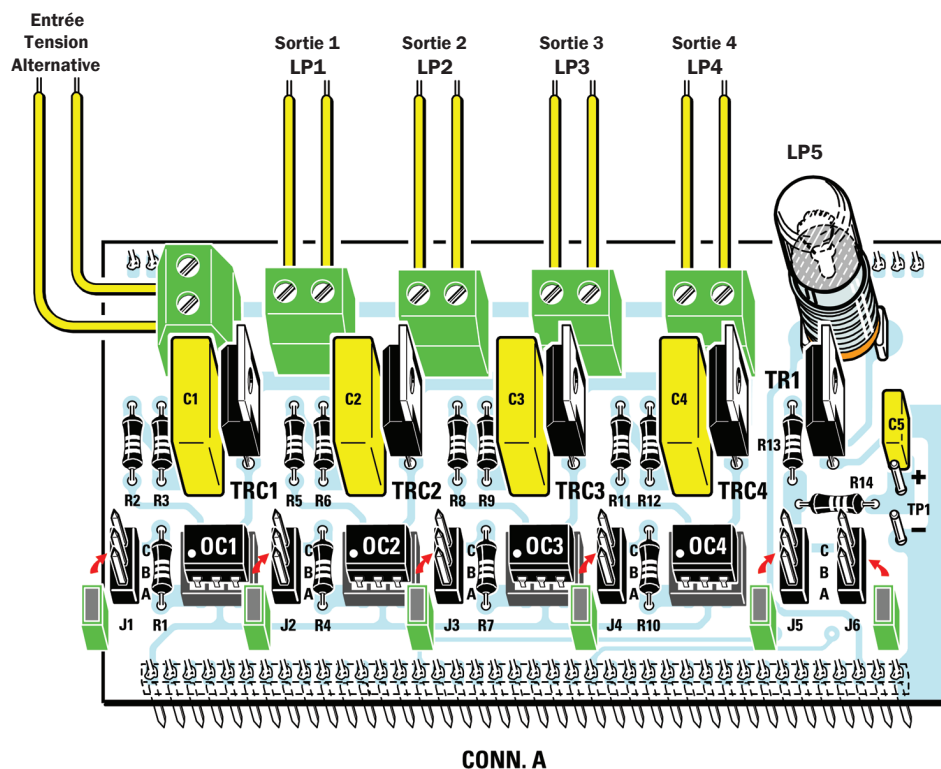 Entrée
Tension
Alternative
Sortie 1
LP1
Sortie 2
LP2
Sortie 3
LP3
Sortie 4
LP4
LP5
C1
C2
C3
C4
TR1
C5
R13
R2 R3
TRC1
R5 R6
TRC2
R8 R9
TRC3
R11 R12
TRC4
R14
+
TP1
–
C
B
A
OC1
C
B
A
OC2
C
B
A
OC3
C
B
A
OC4
C
B
A
J1 R1 J2 R4 J3 R7 J4 R10 J5 J6
CONN. A